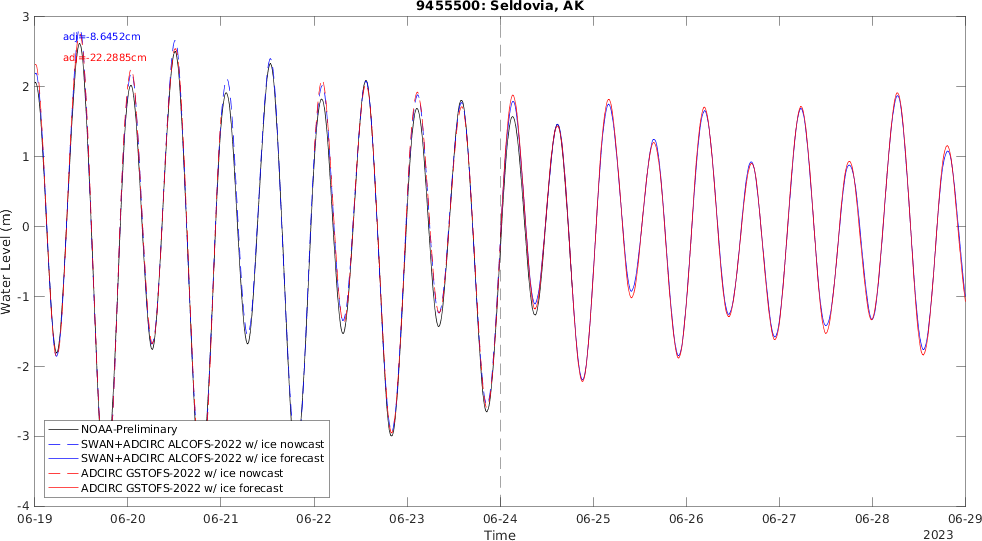 9455500: Seldovia, AK
adj=-8.6452cm
adj=-22.2885cm
3
2
1
0
-1
-2
-3
-4
Water Level (m)
NOAA-Preliminary
SWAN+ADCIRC ALCOFS-2022 w/ ice nowcast
SWAN+ADCIRC ALCOFS-2022 w/ ice forecast
ADCIRC GSTOFS-2022 w/ ice nowcast
ADCIRC GSTOFS-2022 w/ ice forecast
06-19 06-20 06-21 06-22 06-23 06-24 06-25 06-26 06-27 06-28 06-29
Time
2023